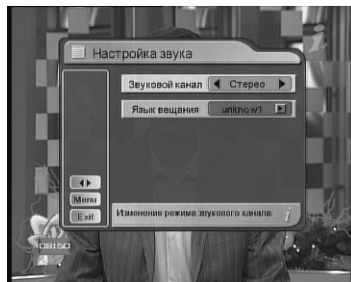 Настройка звука
Звуковой канал Стерео
Язык вещания unknow1
Menu
Exit
Изменение режима звукового канала